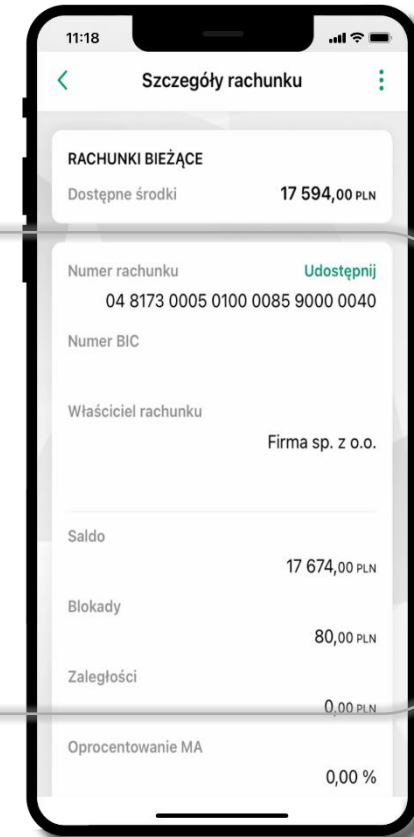 11:18
Szczegóły rachunku
RACHUNKI BIEŻĄCE
Dostępne środki 17 594,00 PLN
Numer rachunku Udostępnij
04 8173 0005 0100 0085 9000 0040
Numer BIC
Właściciel rachunku
Firma sp. z o.o.
Saldo
17 674,00 PLN
Blokady
80,00 PLN
Zaległości
0,00 PLN
Oprocentowanie MA
0,00 %